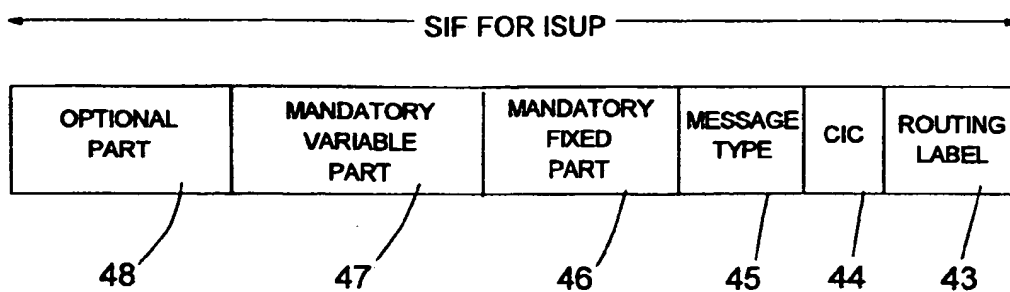 SIF FOR ISUP
OPTIONAL
PART
MANDATORY
VARIABLE
PART
MANDATORY
FIXED
PART
MESSAGE
TYPE
CIC
ROUTING
LABEL
48
47
46
45
44
43